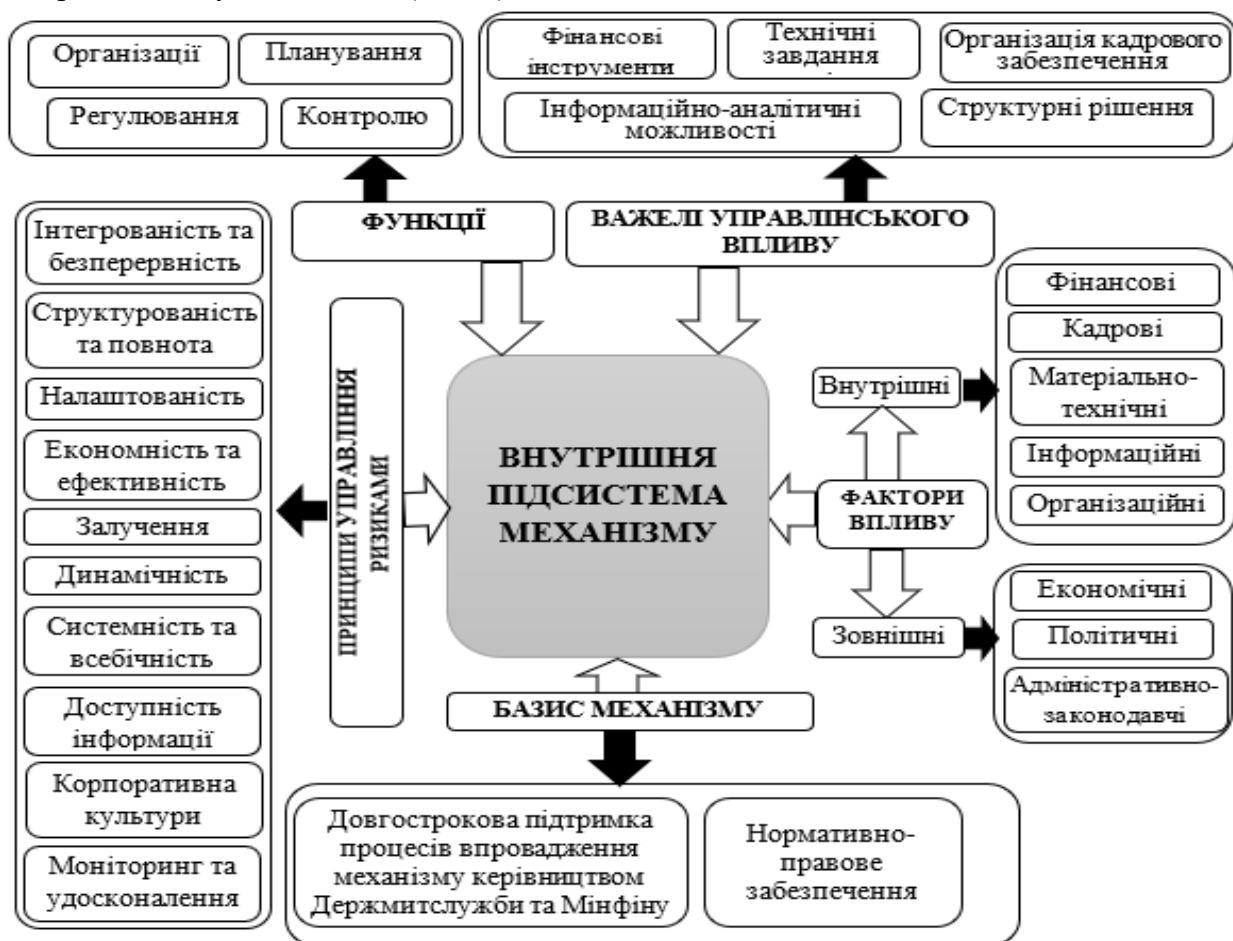 Організації
Планування
Регулювання
Контролю
Фінансові
інструменти
Технічні
завдання
Організація кадрового
забезпечення
Інформаційно-аналітичні
можливості
Структурні рішення
ФУНКЦІЇ
ВАЖЕЛІ УПРАВЛІНСЬКОГО
ВПЛИВУ
Інтегрованість та
безперервність
Структурованість
та повнота
Налаштованість
Економність та
ефективність
Залучення
Динамічність
Системність та
всебічність
Доступність
інформації
Корпоративна
культури
Моніторинг та
удосконалення
ПРИНЦИПИ УПРАВЛІННЯ
РИЗИКАМИ
ВНУТРІШНЯ
ПІДСИСТЕМА
МЕХАНІЗМУ
Внутрішні
ФАКТОРИ
ВПЛИВУ
Зовнішні
Фінансові
Кадрові
Матеріально-
технічні
Інформаційні
Організаційні
Економічні
Політичні
Адміністративно-
законодавчі
БАЗИС МЕХАНІЗМУ
Довгострокова підтримка
процесів впровадження
механізму керівництвом
Держмитслужби та Мінфіну
Нормативно-
правове
забезпечення